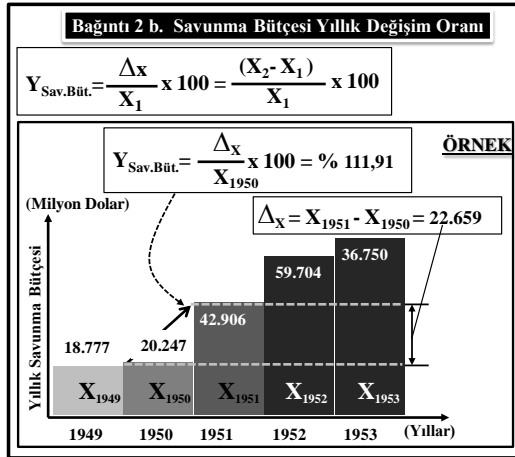 Bağıntı 2 b. Savunma Bütçesi Yıllık Değişim Oranı
Y Sav.Büt. = Δx / X1 x 100 = (X2 - X1) / X1 x 100
ÖRNEK
Y Sav.Büt. = ΔX / X1950 x 100 = % 111,91
(Milyon Dolar)
ΔX = X1951 - X1950 = 22.659
Yıllık Savunma Bütçesi
18.777 20.247 42.906 59.704 36.750
X1949 X1950 X1951 X1952 X1953
1949 1950 1951 1952 1953 (Yıllar)